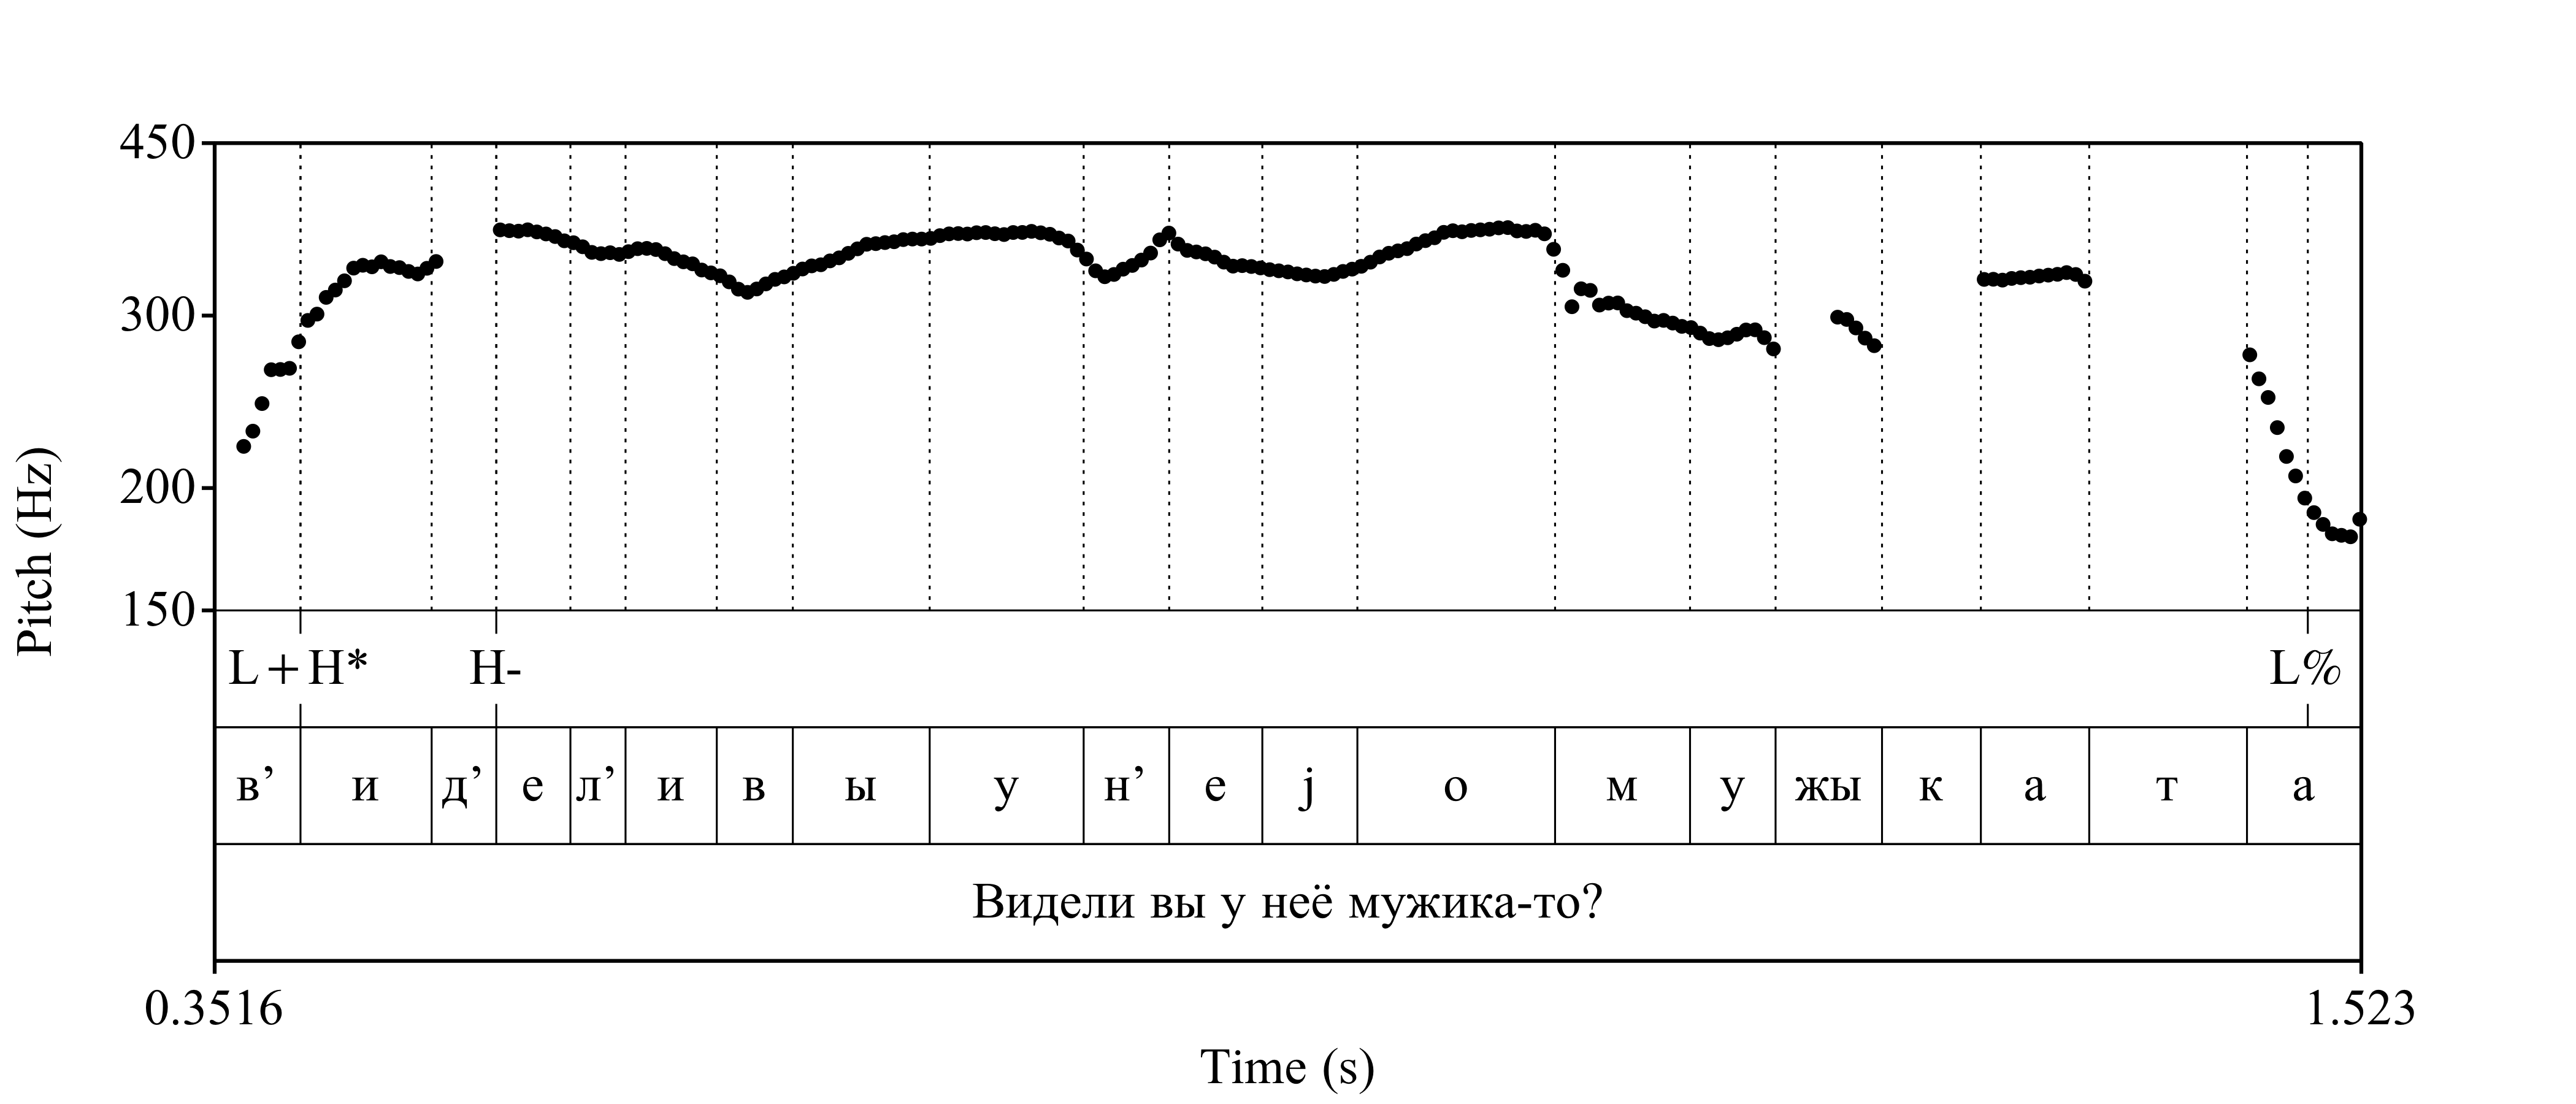 450
300
200
150
Pitch (Hz)
L+H* H- L%
в’ и д’ е л’ и в ы у н’ е j о м у жы к а т а
Видели вы у неё мужика-то?
0.3516 1.523
Time (s)